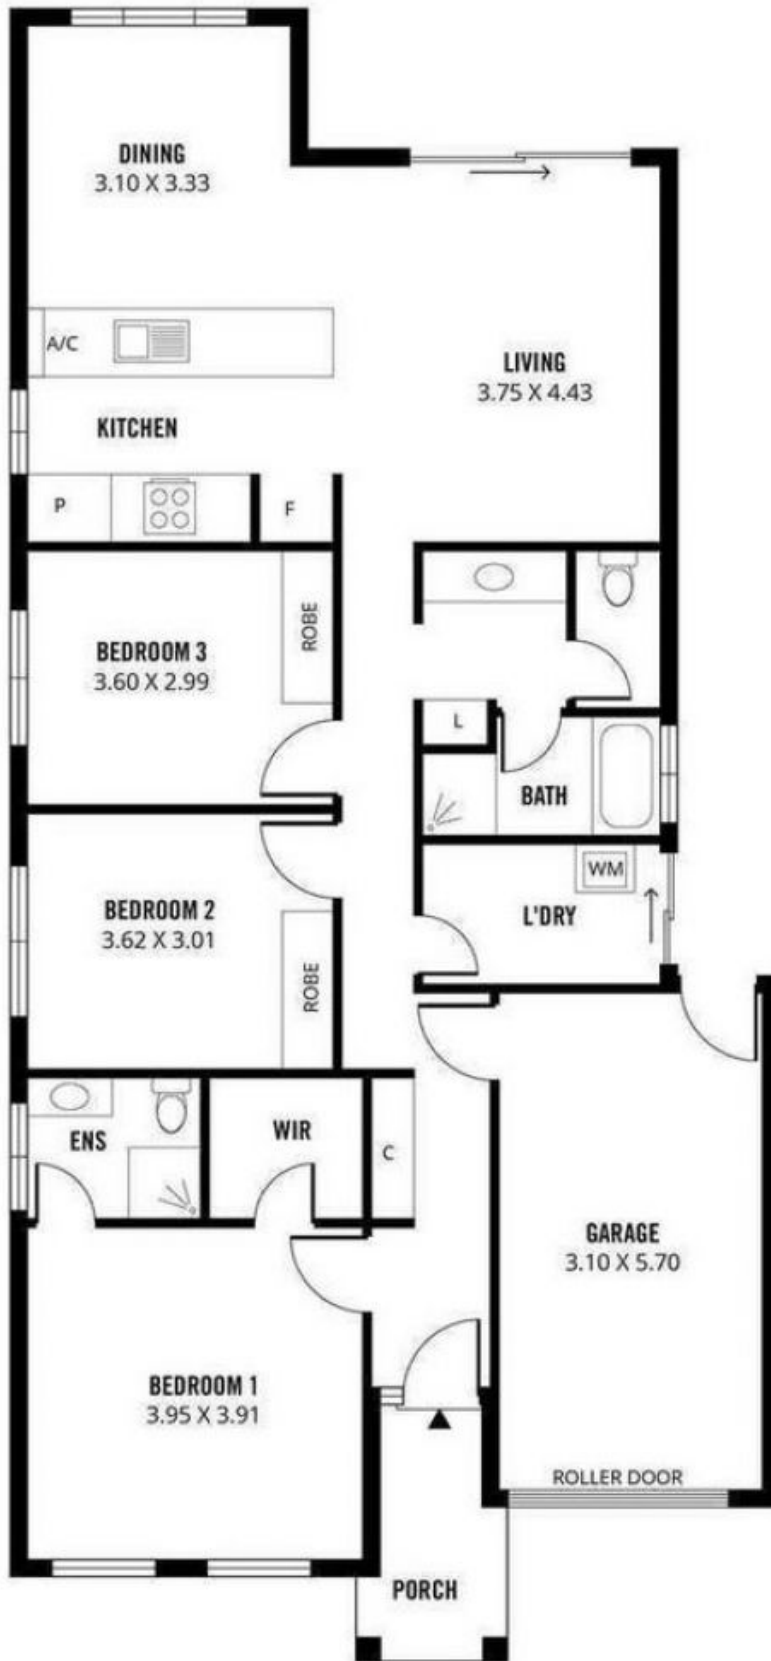 DINING
3.10 X 3.33
A/C
LIVING
3.75 X 4.43
KITCHEN
P
F
BEDROOM 3
3.60 X 2.99
ROBE
L
BATH
BEDROOM 2
3.62 X 3.01
ROBE
WM
L'DRY
ENS
WIR
C
GARAGE
3.10 X 5.70
BEDROOM 1
3.95 X 3.91
ROLLER DOOR
PORCH